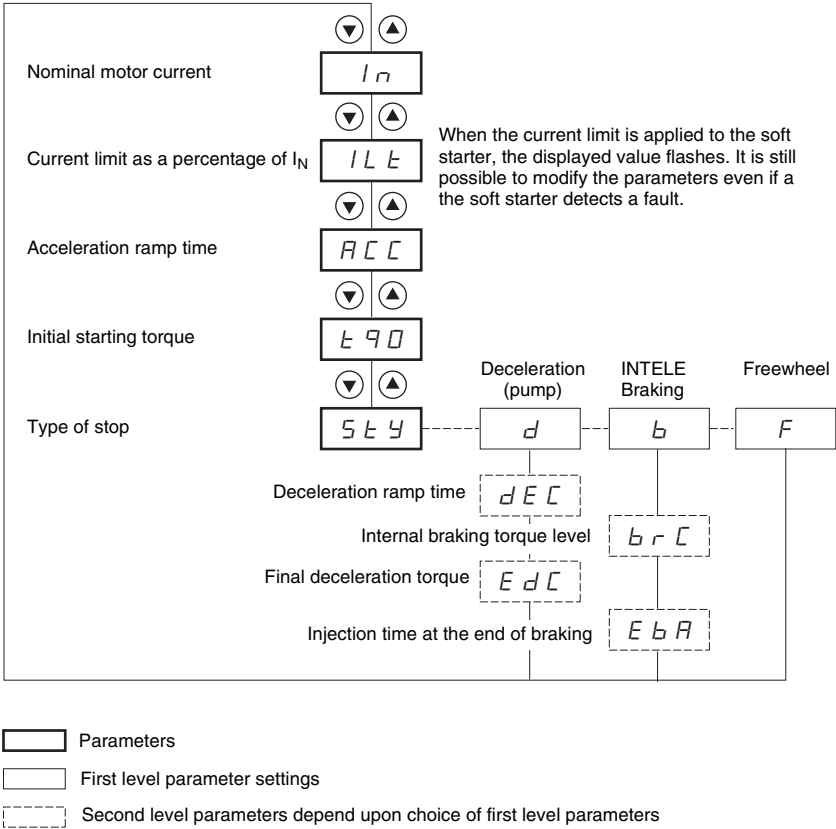 Nominal motor current
In
Current limit as a percentage of IN
ILt
When the current limit is applied to the soft
starter, the displayed value flashes. It is still
possible to modify the parameters even if a
the soft starter detects a fault.
Acceleration ramp time
ACC
Initial starting torque
tq0
Type of stop
StY
Deceleration
(pump)
d
INTELE
Braking
b
Freewheel
F
Deceleration ramp time
dEC
Internal braking torque level
brC
Final deceleration torque
EdC
Injection time at the end of braking
EbA
Parameters
First level parameter settings
Second level parameters depend upon choice of first level parameters